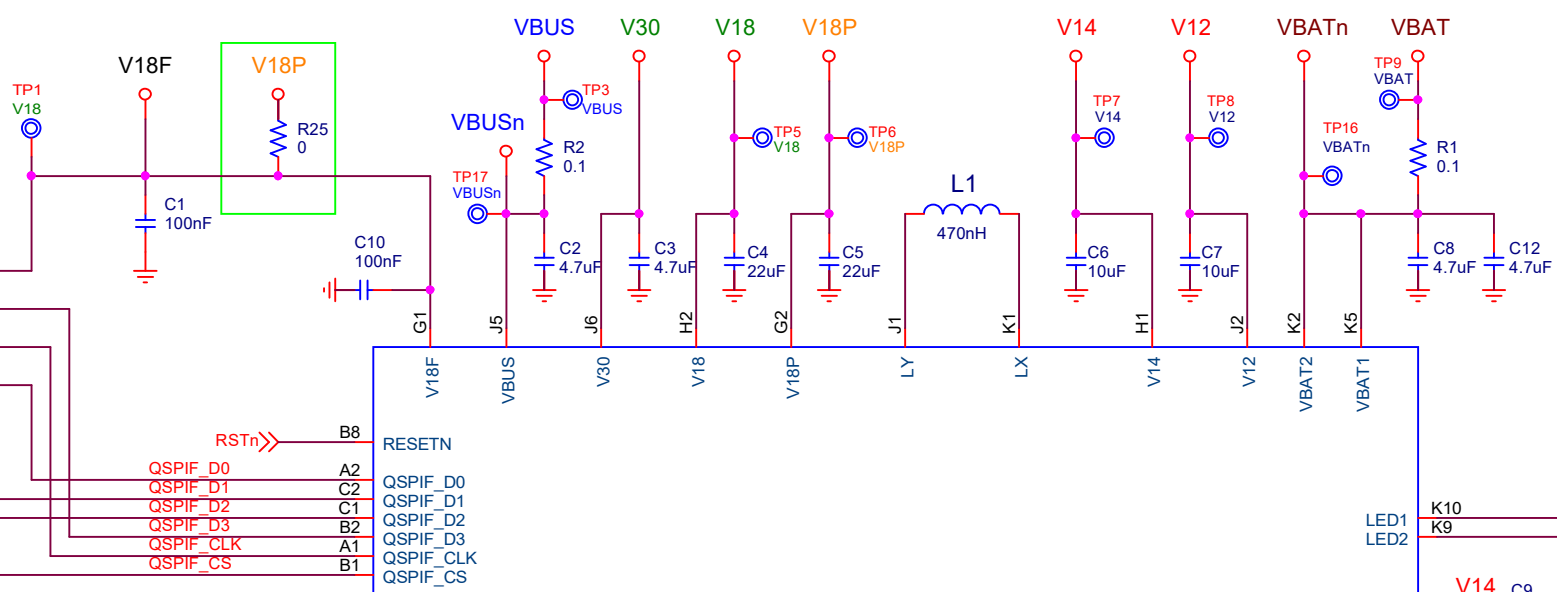 VBUS
V30
V18
V18P
V14
V12
VBATn
VBAT
V18F
V18P
TP1
V18
R25
0
C1
100nF
C10
100nF
VBUSn
TP3
VBUS
R2
0.1
TP17
VBUSn
TP5
V18
TP6
V18P
TP7
V14
TP8
V12
TP16
VBATn
TP9
VBAT
R1
0.1
L1
470nH
C2
4.7uF
C3
4.7uF
C4
22uF
C5
22uF
C6
10uF
C7
10uF
C8
4.7uF
C12
4.7uF
G1
J5
J6
H2
G2
J1
K1
H1
J2
K2
K5
V18F
VBUS
V30
V18
V18P
LY
LX
V14
V12
VBAT2
VBAT1
RSTn
B8
RESETN
QSPIF_D0
A2
QSPIF_D0
QSPIF_D1
C2
QSPIF_D1
QSPIF_D2
C1
QSPIF_D2
QSPIF_D3
B2
QSPIF_D3
QSPIF_CLK
A1
QSPIF_CLK
QSPIF_CS
B1
QSPIF_CS
LED1
K10
LED2
K9
V14
C9